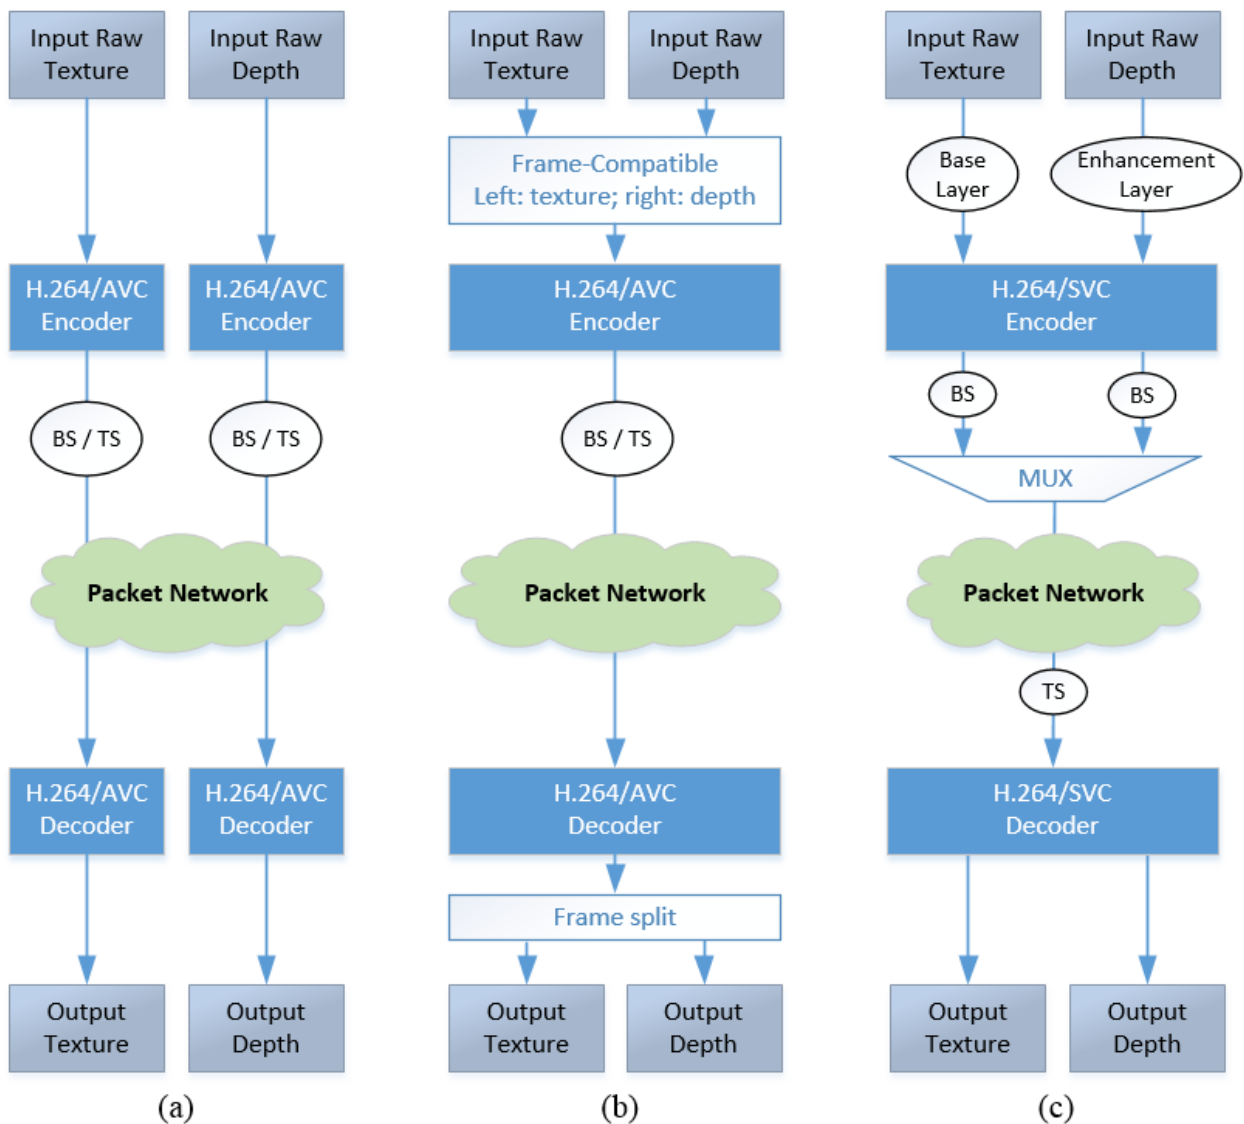 Input Raw
Texture
Input Raw
Depth
H.264/AVC
Encoder
H.264/AVC
Encoder
BS / TS
BS / TS
Packet Network
H.264/AVC
Decoder
H.264/AVC
Decoder
Output
Texture
Output
Depth
(a)
Input Raw
Texture
Input Raw
Depth
Frame-Compatible
Left: texture; right: depth
H.264/AVC
Encoder
BS / TS
Packet Network
H.264/AVC
Decoder
Frame split
Output
Texture
Output
Depth
(b)
Input Raw
Texture
Input Raw
Depth
Base
Layer
Enhancement
Layer
H.264/SVC
Encoder
BS
BS
MUX
Packet Network
TS
H.264/SVC
Decoder
Output
Texture
Output
Depth
(c)